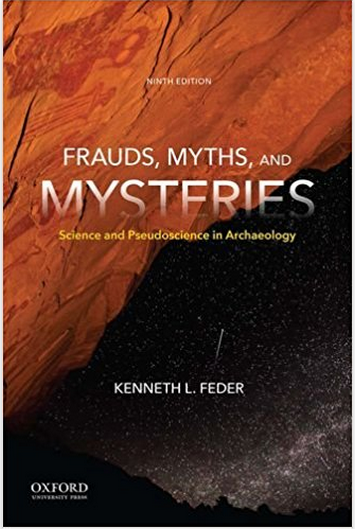 NINTH EDITION
FRAUDS, MYTHS, AND
MYSTERIES
Science and Pseudoscience in Archaeology
KENNETH L. FEDER
OXFORD
UNIVERSITY PRESS